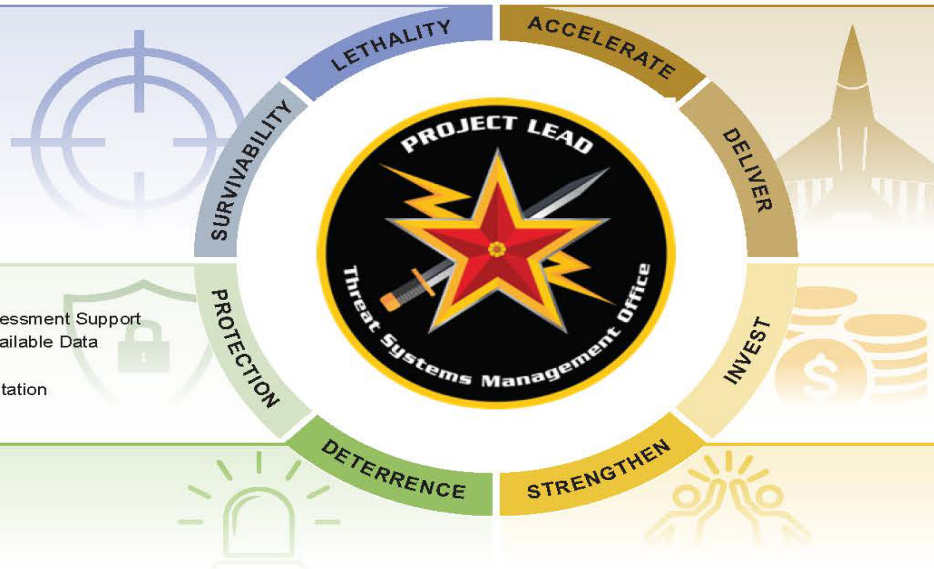 LETHALITY
ACCELERATE
SURVIVABILITY
DELIVER
PROJECT LEAD
Threat Systems Management Office
PROTECTION
INVEST
essment Support
ailable Data
tation
$
DETERRENCE
STRENGTHEN